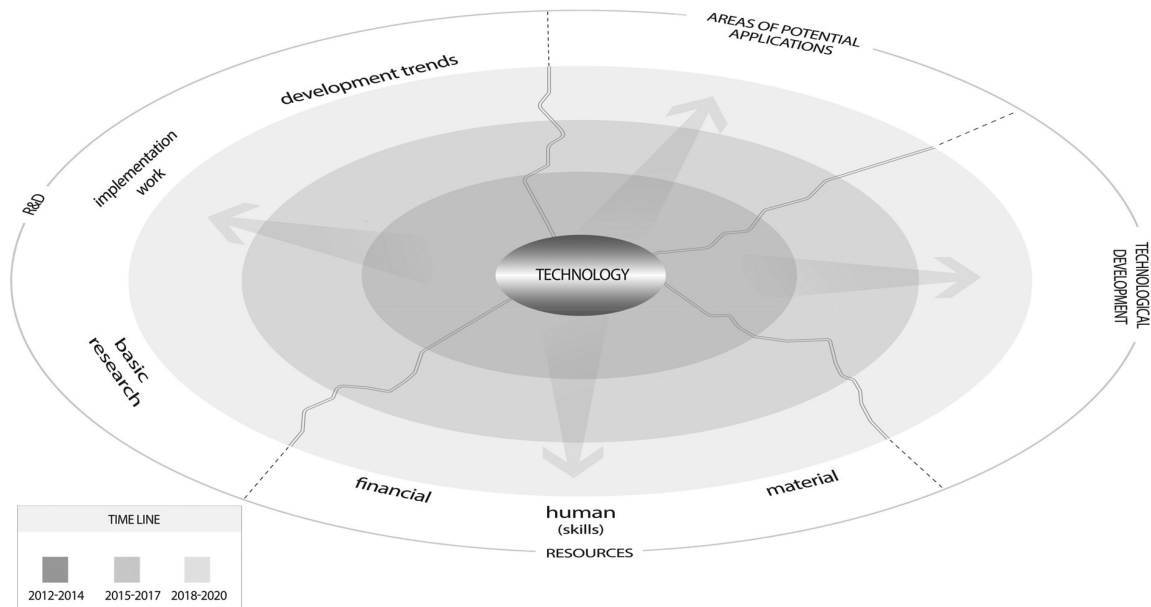 AREAS OF POTENTIAL
APPLICATIONS
development trends
implementation
work
R&D
TECHNOLOGY
TECHNOLOGICAL
DEVELOPMENT
basic
research
financial
human
(skills)
material
RESOURCES
TIME LINE
2012-2014
2015-2017
2018-2020